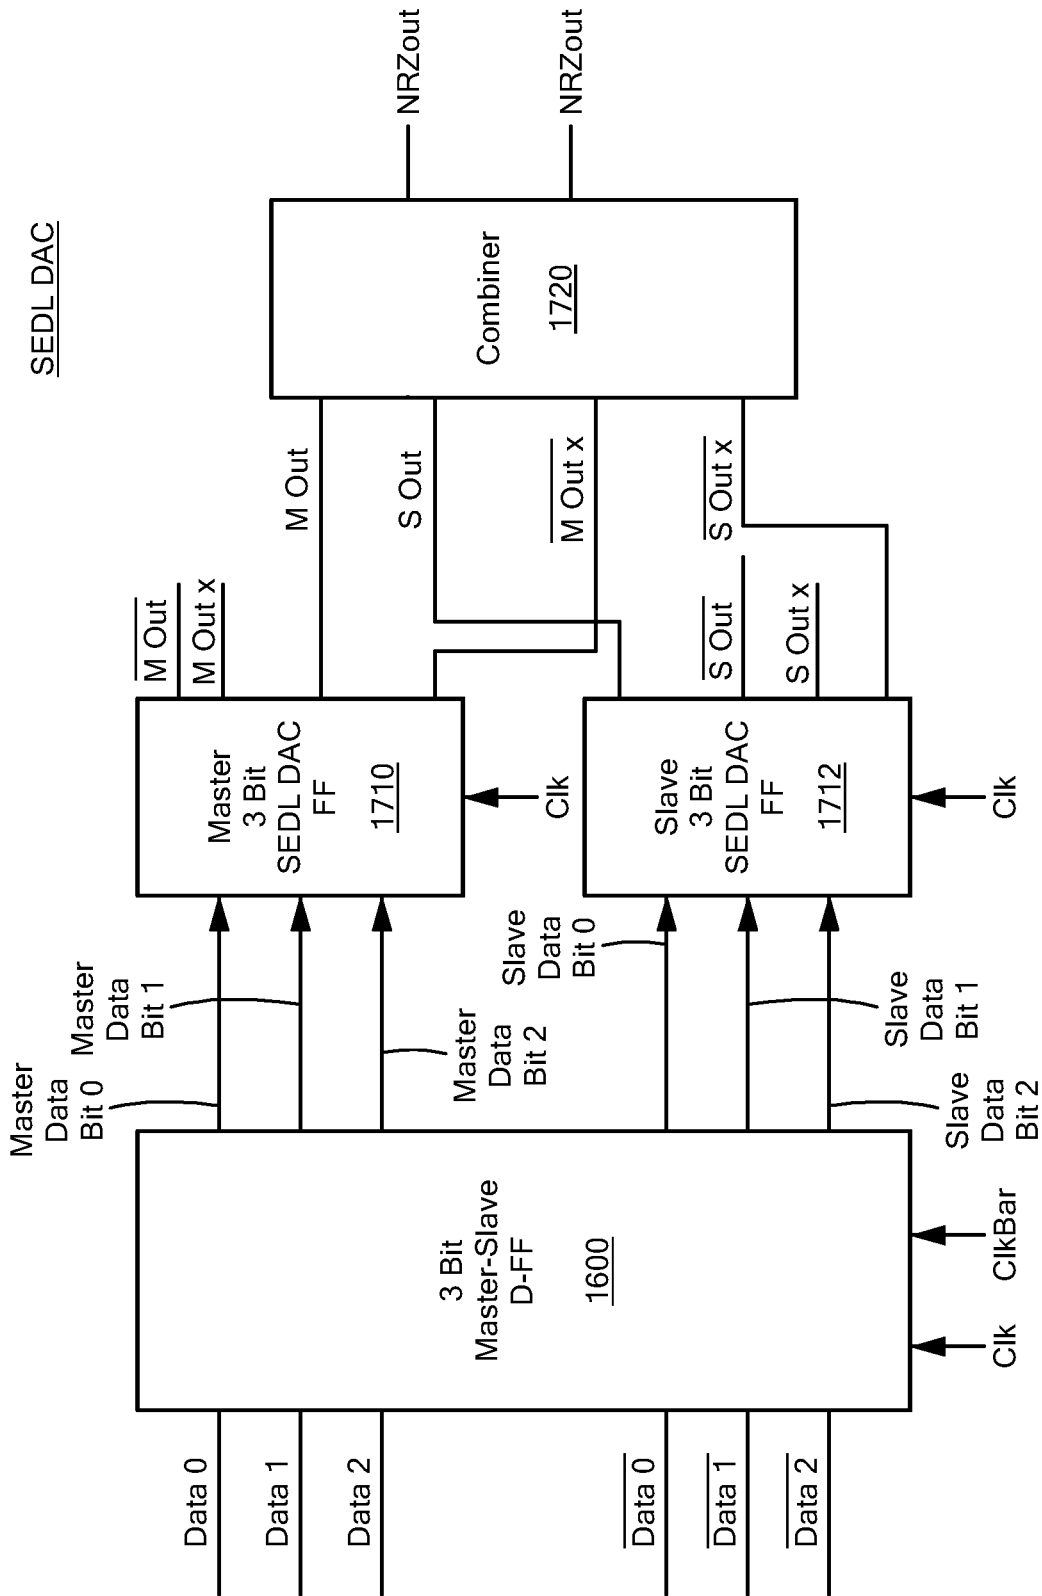 SEDL DAC
Data 0
Data 1
Data 2
Data 0
Data 1
Data 2
3 Bit
Master-Slave
D-FF
1600
Clk
ClkBar
Master
Data
Bit 0
Master
Data
Bit 1
Master
Data
Bit 2
Slave
Data
Bit 0
Slave
Data
Bit 1
Slave
Data
Bit 2
Master
3 Bit
SEDL DAC
FF
1710
Clk
Slave
3 Bit
SEDL DAC
FF
1712
Clk
M Out
M Out x
M Out
S Out
M Out x
S Out x
S Out
S Out x
Combiner
1720
NRZout
NRZout